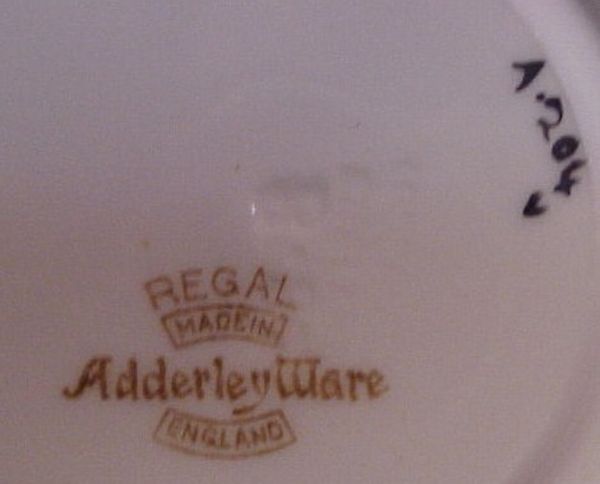 REGAL
MADE IN
AdderleyWare
ENGLAND
A.204